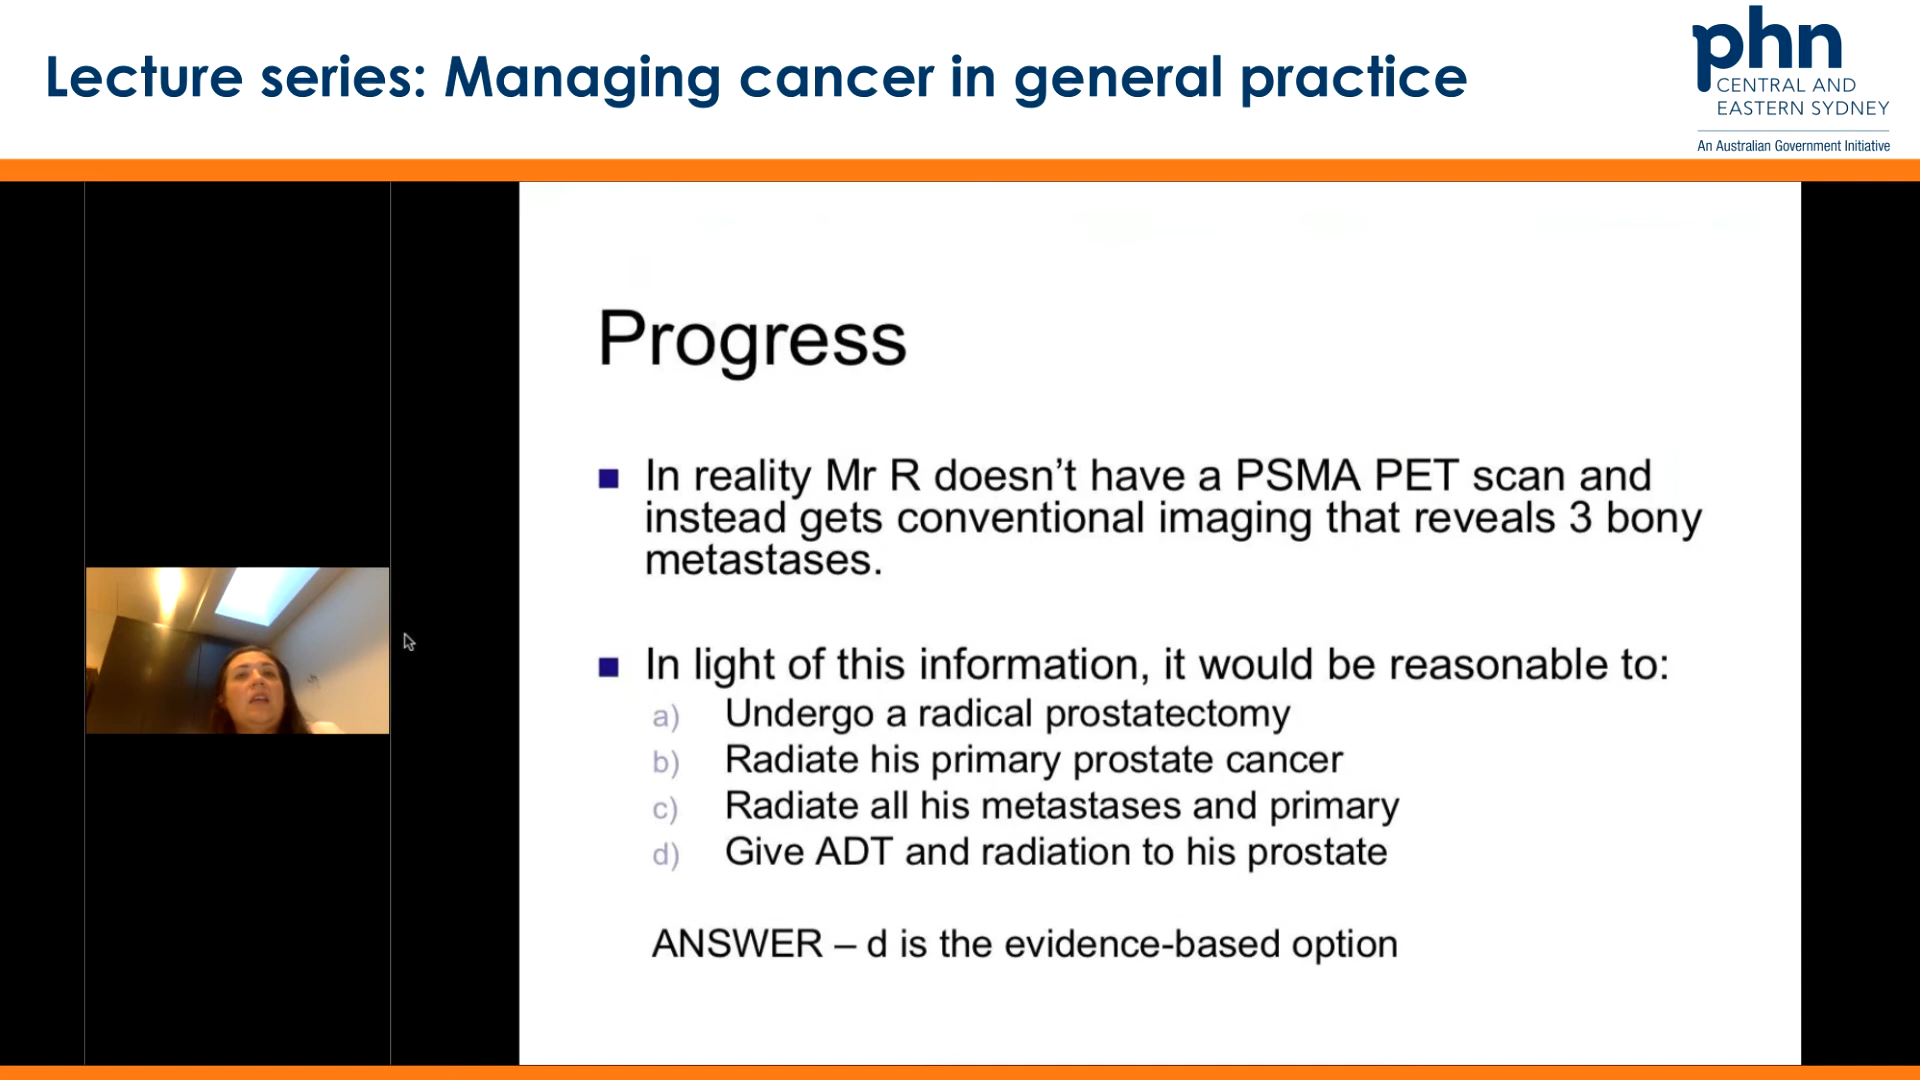 Lecture series: Managing cancer in general practice
phn
CENTRAL AND
EASTERN SYDNEY
An Australian Government Initiative
Progress
In reality Mr R doesn’t have a PSMA PET scan and
instead gets conventional imaging that reveals 3 bony
metastases.
In light of this information, it would be reasonable to:
a) Undergo a radical prostatectomy
b) Radiate his primary prostate cancer
c) Radiate all his metastases and primary
d) Give ADT and radiation to his prostate
ANSWER – d is the evidence-based option